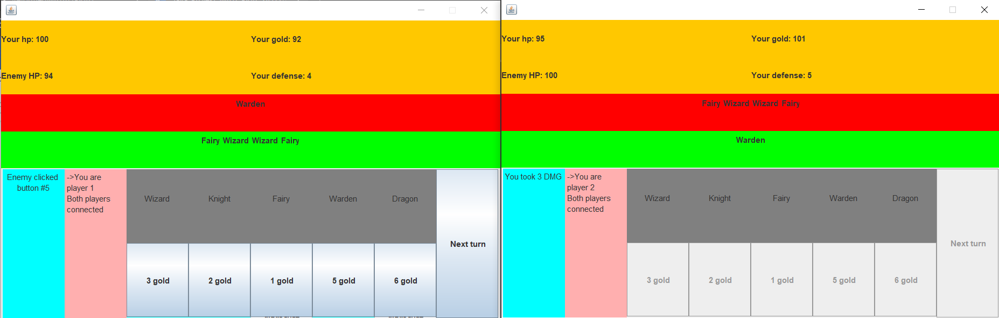 Your hp: 100
Your gold: 92
Enemy HP: 94
Your defense: 4
Warden
Fairy Wizard Wizard Fairy
Enemy clicked
button #5
->You are
player 1
Both players
connected
Wizard
Knight
Fairy
Warden
Dragon
3 gold
2 gold
1 gold
5 gold
6 gold
Next turn
Your hp: 95
Your gold: 101
Enemy HP: 100
Your defense: 5
Fairy Wizard Wizard Fairy
Warden
You took 3 DMG
->You are
player 2
Both players
connected
Wizard
Knight
Fairy
Warden
Dragon
3 gold
2 gold
1 gold
5 gold
6 gold
Next turn